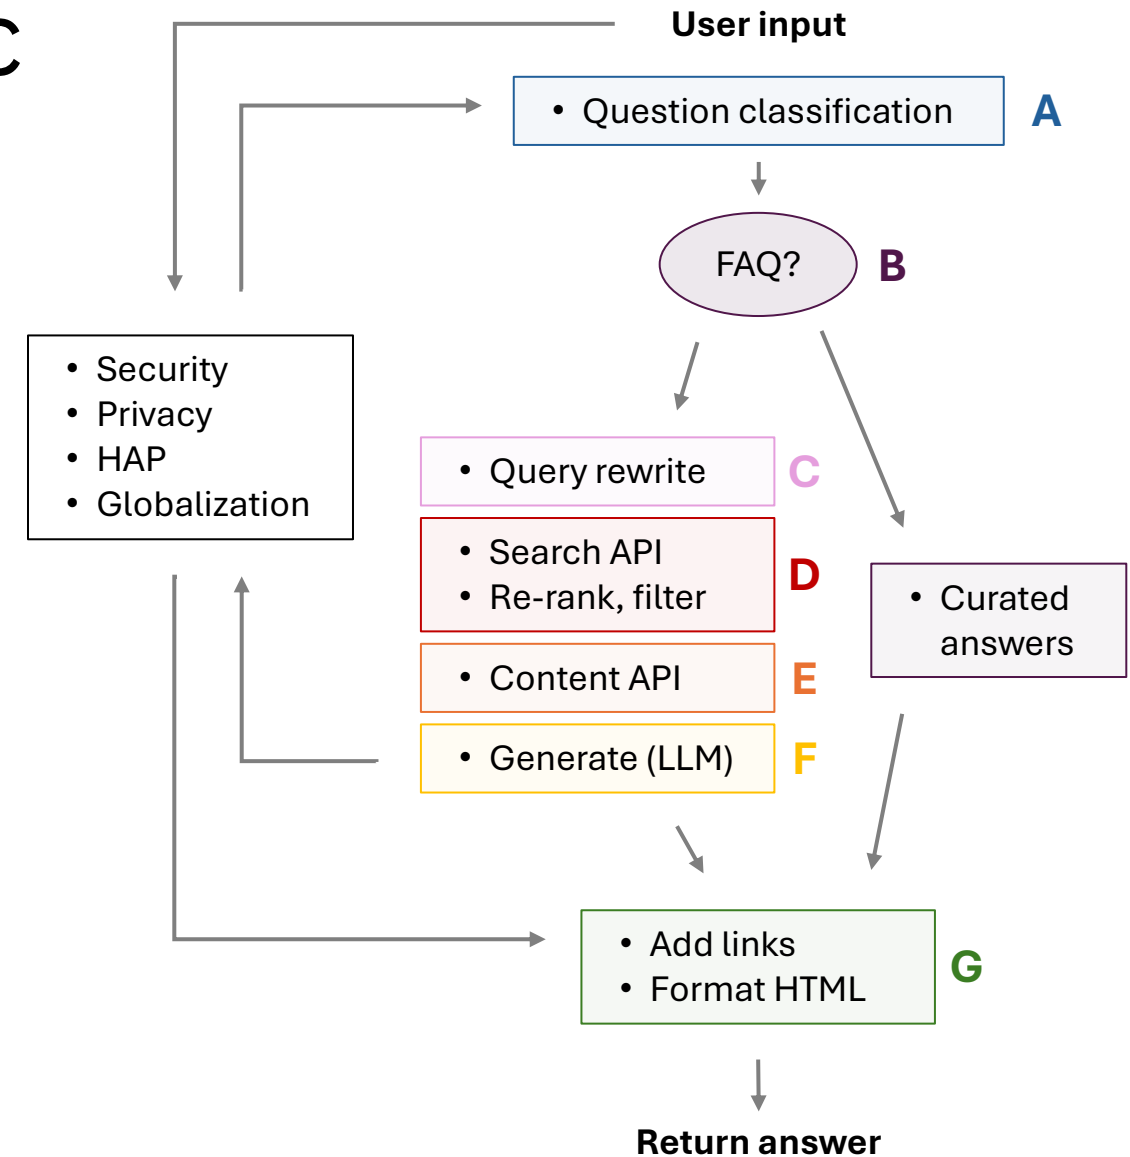 C
User input
• Question classification
A
FAQ?
B
• Security
• Privacy
• HAP
• Globalization
• Query rewrite
C
• Search API
• Re-rank, filter
D
• Content API
E
• Generate (LLM)
F
• Curated
answers
• Add links
• Format HTML
G
Return answer